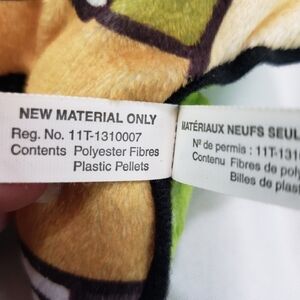 NEW MATERIAL ONLY
Reg. No. 11T-1310007
Contents Polyester Fibres
Plastic Pellets
MATÉRIAUX NEUFS SEUL
Nº de permis : 11T-131
Contenu Fibres de poly
Billes de plas